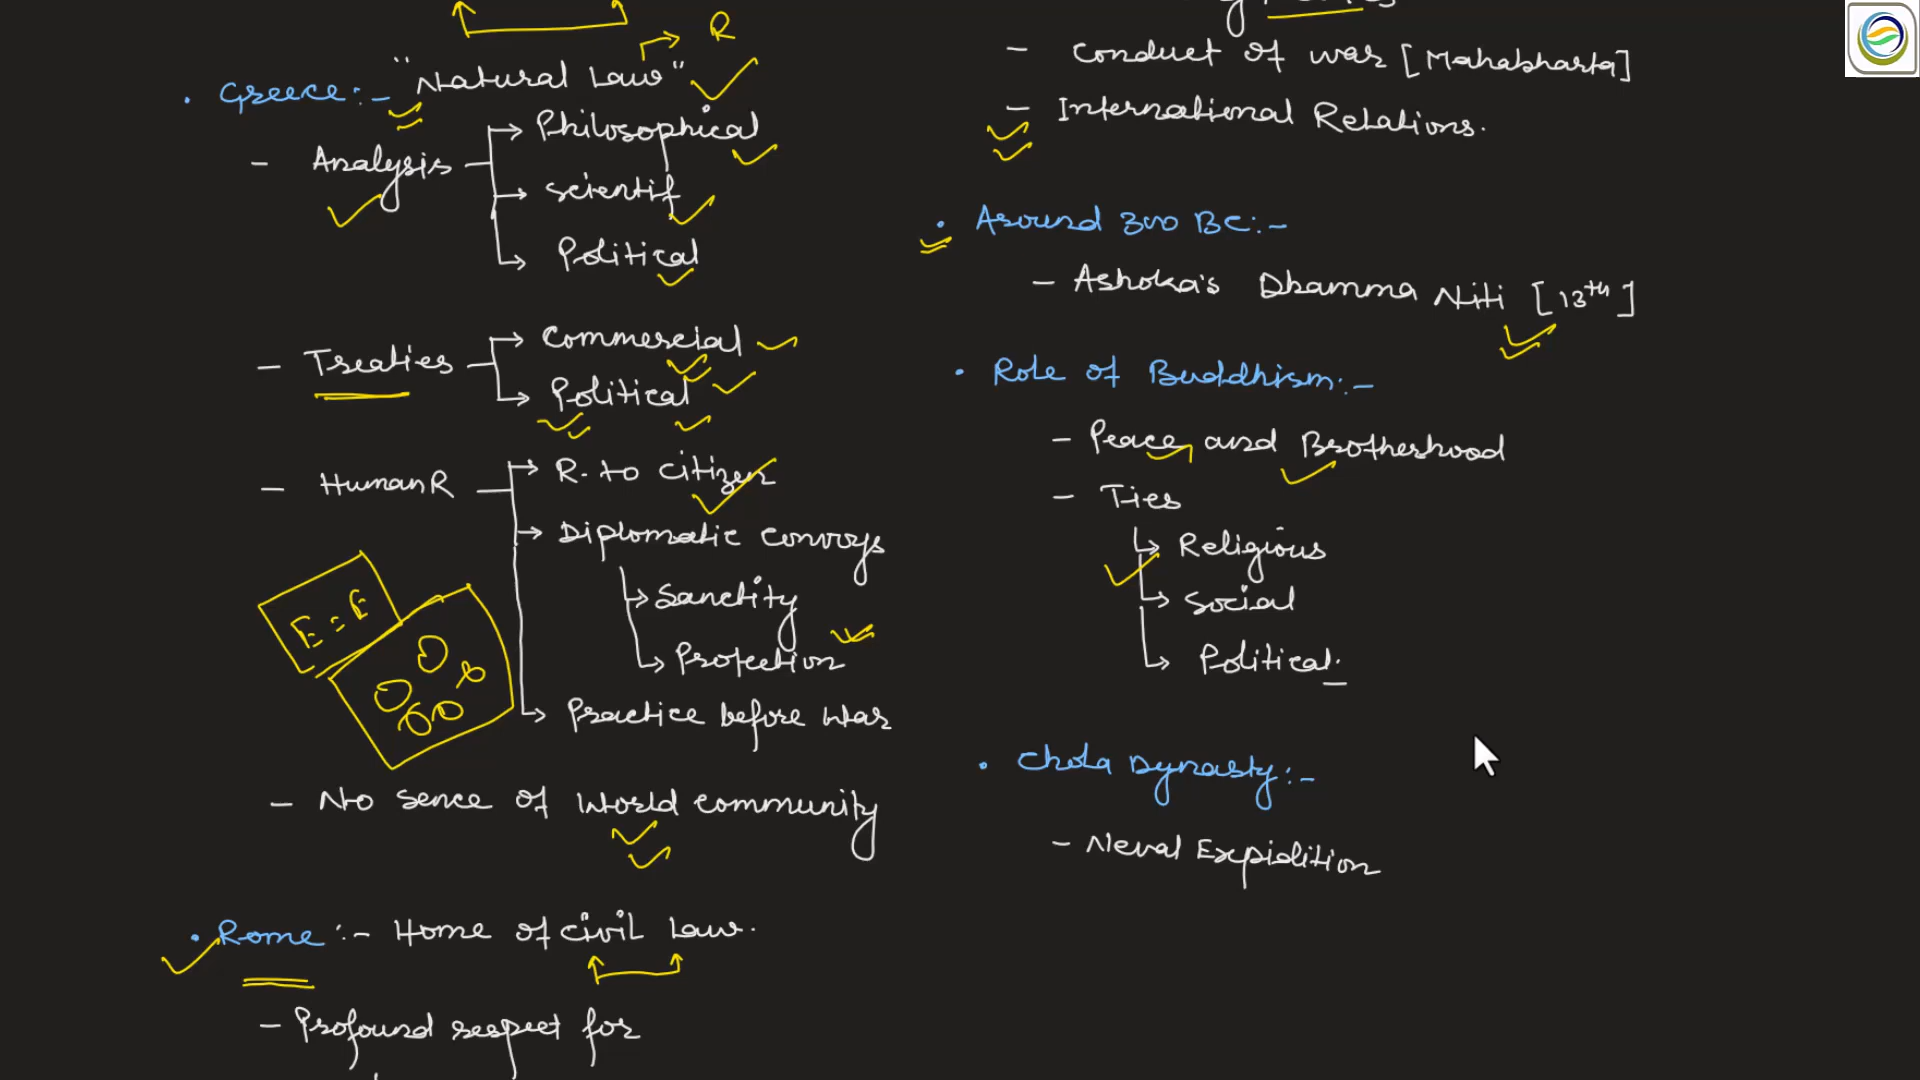 R
• Greece:- "Natural Law"
- Analysis
→ Philosophical
→ Scientif
→ Political
- Treaties
→ Commercial
→ Political
- Human R
→ R. to citizen
→ Diplomatic convoys
→ Sanctity
→ Protection
→ Practice before War
E = E
- No sence of World community
• Rome:- Home of civil Law.
- Profound respect for
- Conduct of war [Mahabharta]
- International Relations.
• Around 300 BC:-
- Ashoka's Dhamma Niti [13th]
• Role of Buddhism:-
- Peace and Brotherhood
- Ties
→ Religious
→ Social
→ Political.
• Chola Dynasty:-
- Neval Expidition